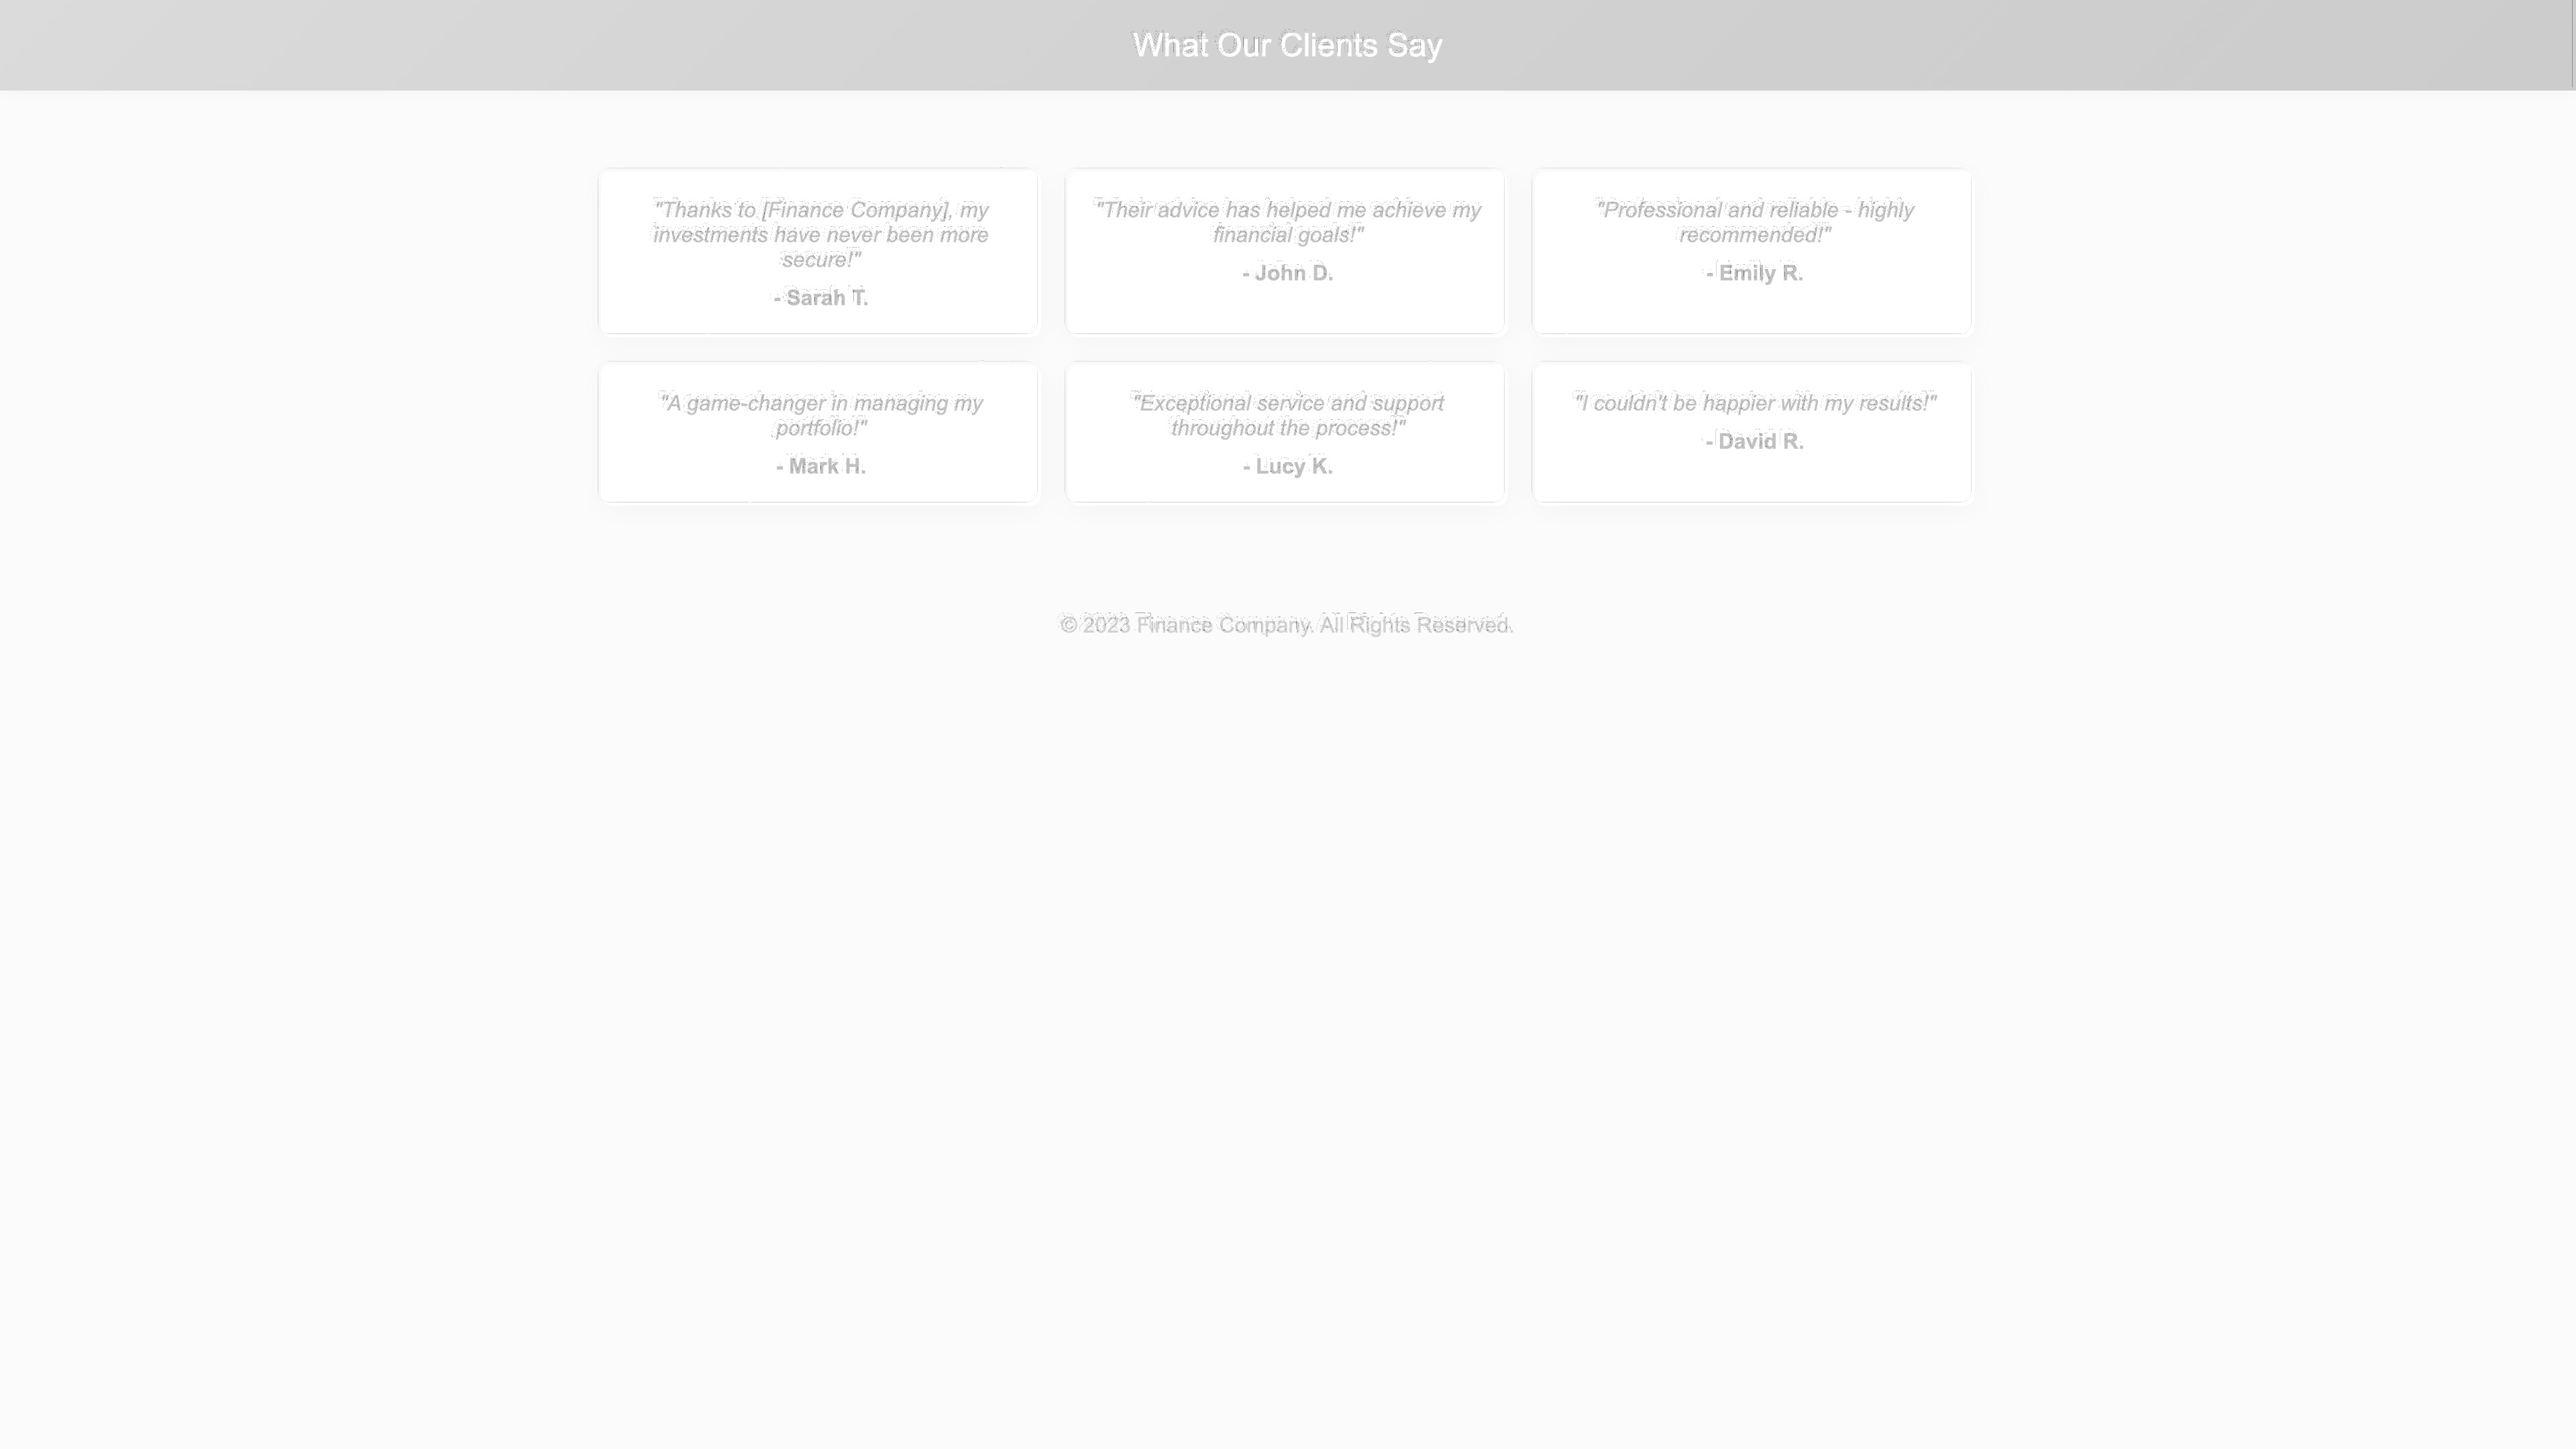 What Our Clients Say
"Thanks to [Finance Company], my
investments have never been more
secure!"
- Sarah T.
"Their advice has helped me achieve my
financial goals!"
- John D.
"Professional and reliable - highly
recommended!"
- Emily R.
"A game-changer in managing my
portfolio!"
- Mark H.
"Exceptional service and support
throughout the process!"
- Lucy K.
"I couldn't be happier with my results!"
- David R.
© 2023 Finance Company. All Rights Reserved.